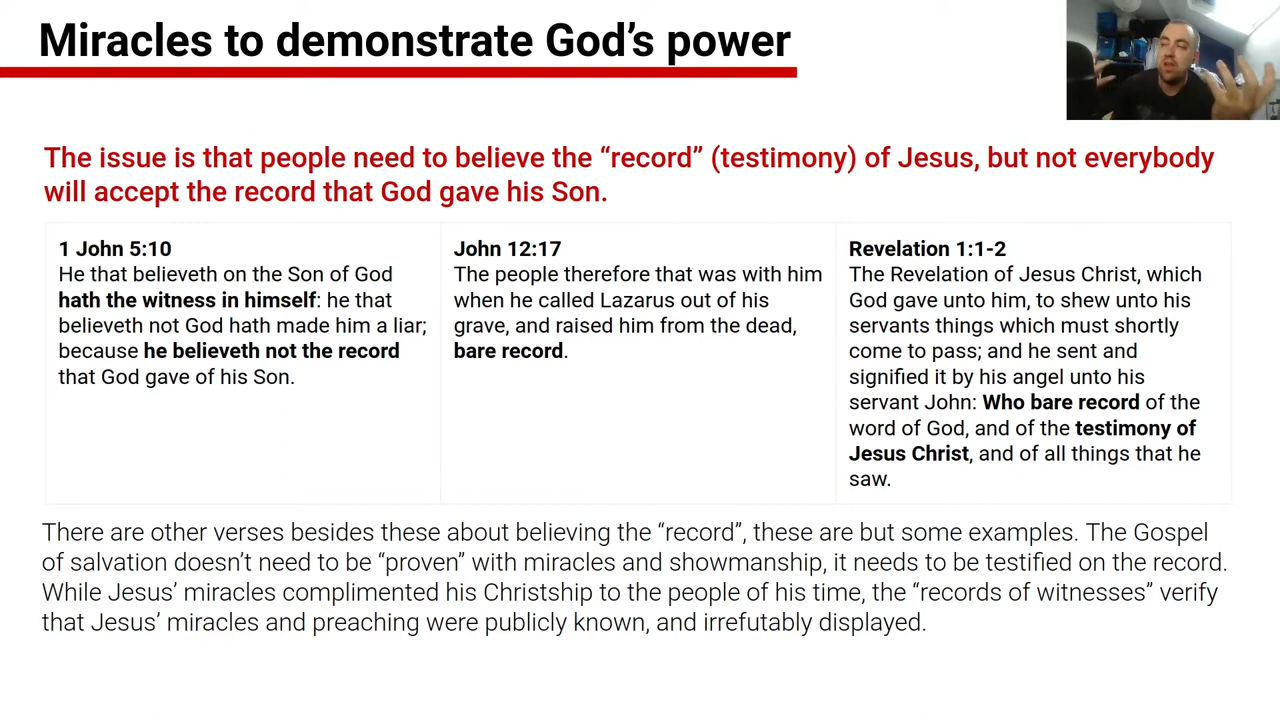 Miracles to demonstrate God’s power
The issue is that people need to believe the “record” (testimony) of Jesus, but not everybody
will accept the record that God gave his Son.
1 John 5:10
He that believeth on the Son of God
hath the witness in himself: he that
believeth not God hath made him a liar;
because he believeth not the record
that God gave of his Son.
John 12:17
The people therefore that was with him
when he called Lazarus out of his
grave, and raised him from the dead,
bare record.
Revelation 1:1-2
The Revelation of Jesus Christ, which
God gave unto him, to shew unto his
servants things which must shortly
come to pass; and he sent and
signified it by his angel unto his
servant John: Who bare record of the
word of God, and of the testimony of
Jesus Christ, and of all things that he
saw.
There are other verses besides these about believing the “record”, these are but some examples. The Gospel
of salvation doesn’t need to be “proven” with miracles and showmanship, it needs to be testified on the record.
While Jesus’ miracles complimented his Christship to the people of his time, the “records of witnesses” verify
that Jesus’ miracles and preaching were publicly known, and irrefutably displayed.